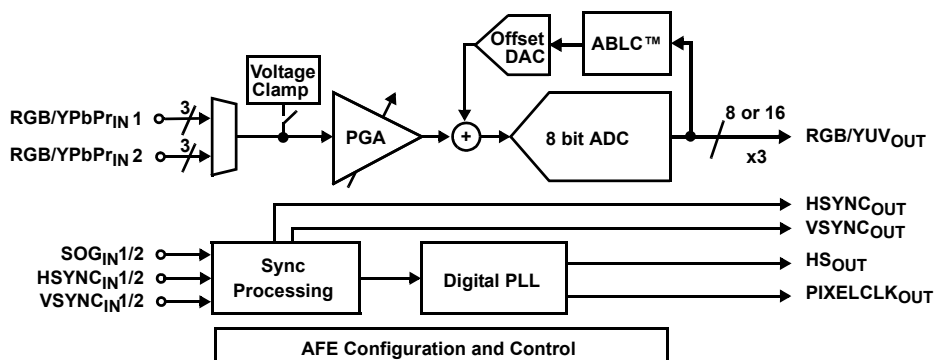 Offset
DAC
ABLC™
Voltage
Clamp
RGB/YPbPrIN 1
3
PGA
+
8 bit ADC
8 or 16
x3
RGB/YUVOUT
RGB/YPbPrIN 2
3
HSYNCOUT
VSYNCOUT
SOGIN1/2
HSYNCIN1/2
VSYNCIN1/2
Sync
Processing
Digital PLL
HSOUT
PIXELCLKOUT
AFE Configuration and Control